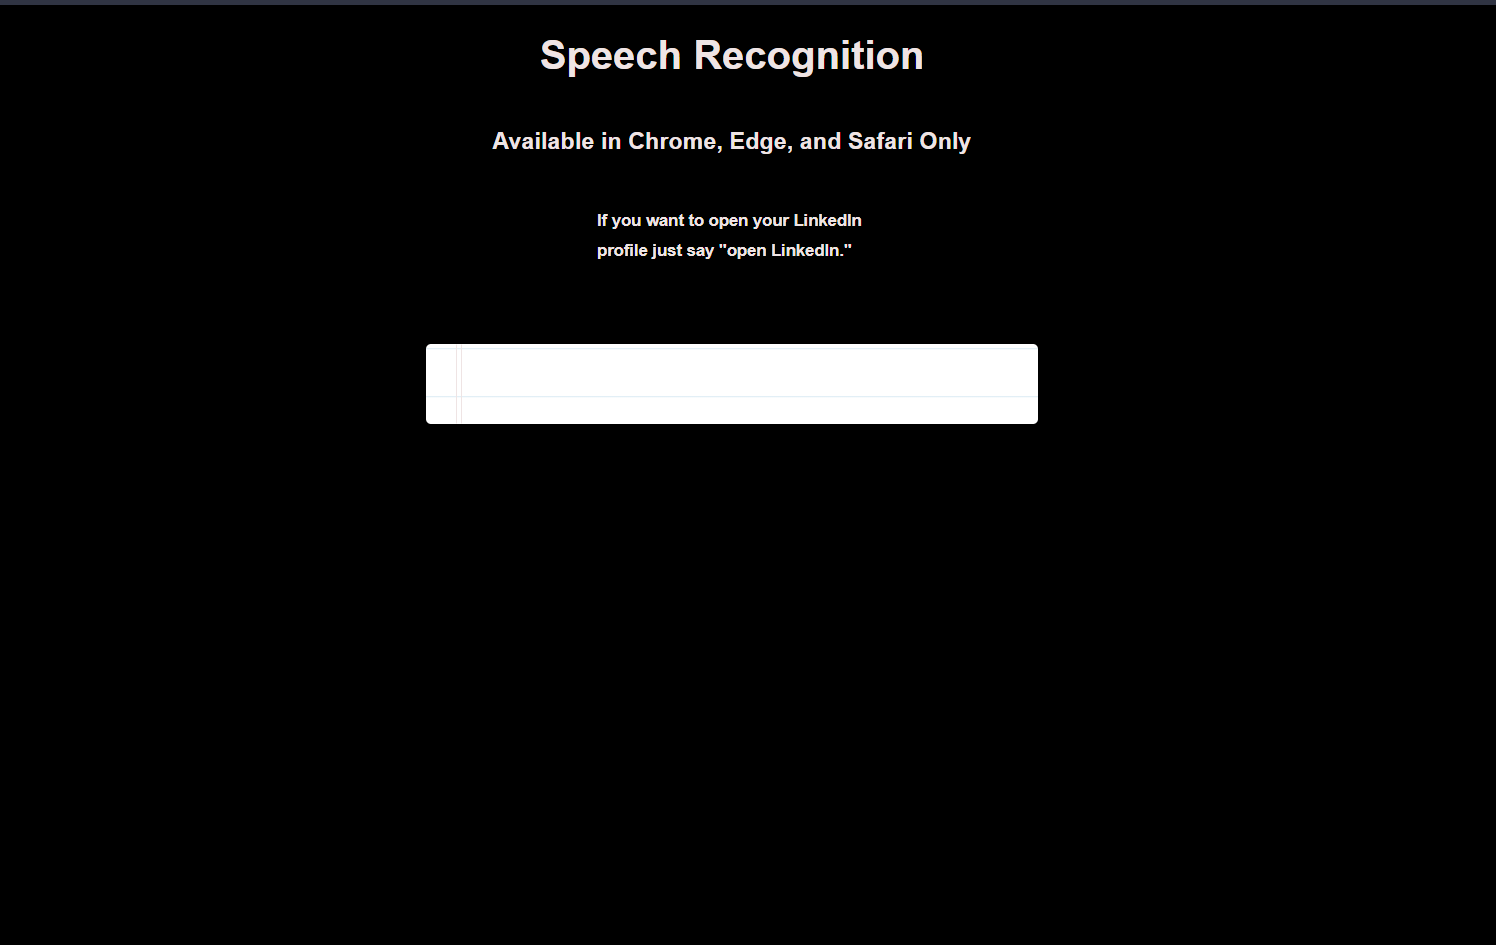 Speech Recognition
Available in Chrome, Edge, and Safari Only
If you want to open your LinkedIn
profile just say "open LinkedIn."